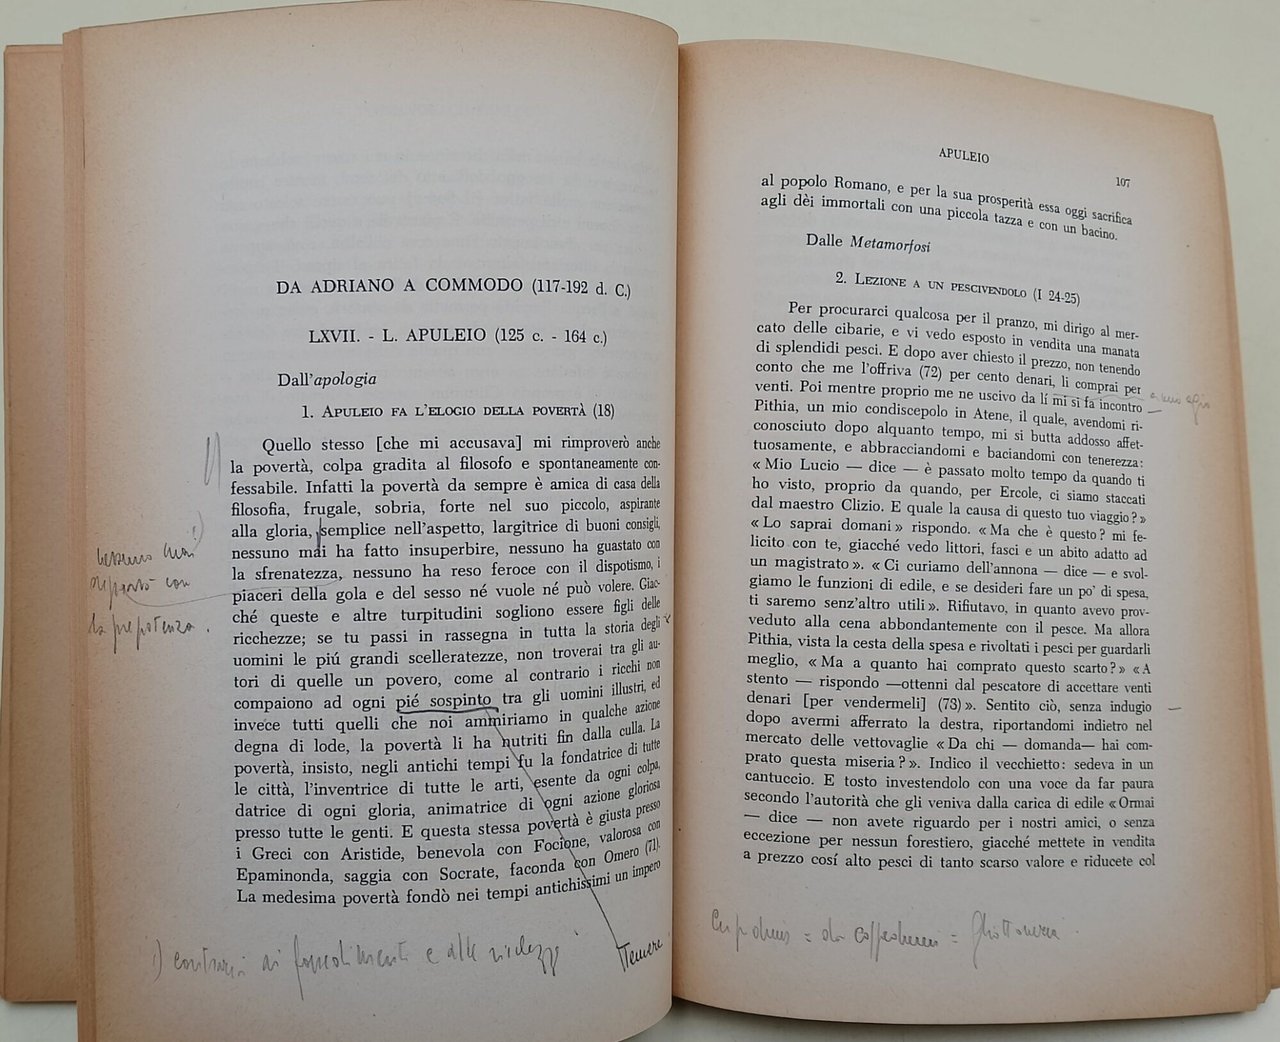 DA ADRIANO A COMMODO (117-192 d. C.)
LXVII. - L. APULEIO (125 c. - 164 c.)
Dall'apologia
1. APULEIO FA L'ELOGIO DELLA POVERTÀ (18)
Quello stesso [che mi accusava] mi rimproverò anche
la povertà, colpa gradita al filosofo e spontaneamente con-
fessabile. Infatti la povertà da sempre è amica di casa della
filosofia, frugale, sobria, forte nel suo piccolo, aspirante
alla gloria, semplice nell'aspetto, largitrice di buoni consigli,
nessuno mai ha fatto insuperbire, nessuno ha guastato con
la sfrenatezza, nessuno ha reso feroce con il dispotismo, i
piaceri della gola e del sesso né vuole né può volere. Giac-
ché queste e altre turpitudini sogliono essere figli delle
ricchezze; se tu passi in rassegna in tutta la storia degli
uomini le piú grandi scelleratezze, non troverai tra gli au-
tori di quelle un povero, come al contrario i ricchi non
compaiono ad ogni pié sospinto tra gli uomini illustri, ed
invece tutti quelli che noi ammiriamo in qualche azione
degna di lode, la povertà li ha nutriti fin dalla culla. La
povertà, insisto, negli antichi tempi fu la fondatrice di tutte
le città, l'inventrice di tutte le arti, esente da ogni colpa,
datrice di ogni gloria, animatrice di ogni azione gloriosa
presso tutte le genti. E questa stessa povertà è giusta presso
i Greci con Aristide, benevola con Focione, valorosa con
Epaminonda, saggia con Socrate, faconda con Omero (71).
La medesima povertà fondò nei tempi antichissimi un impero
nessuno mai
con
la prepotenza.
1) contrari ai e alle
Temere
APULEIO
107
al popolo Romano, e per la sua prosperità essa oggi sacrifica
agli dèi immortali con una piccola tazza e con un bacino.
Dalle Metamorfosi
2. LEZIONE A UN PESCIVENDOLO (I 24-25)
Per procurarci qualcosa per il pranzo, mi dirigo al mer-
cato delle cibarie, e vi vedo esposto in vendita una manata
di splendidi pesci. E dopo aver chiesto il prezzo, non tenendo
conto che me l'offriva (72) per cento denari, li comprai per
venti. Poi mentre proprio me ne uscivo da lí mi si fa incontro
Pithia, un mio condiscepolo in Atene, il quale, avendomi ri-
conosciuto dopo alquanto tempo, mi si butta addosso affet-
tuosamente, e abbracciandomi e baciandomi con tenerezza:
« Mio Lucio — dice — è passato molto tempo da quando ti
ho visto, proprio da quando, per Ercole, ci siamo staccati
dal maestro Clizio. E quale la causa di questo tuo viaggio? »
« Lo saprai domani » rispondo. « Ma che è questo? mi fe-
licito con te, giacché vedo littori, fasci e un abito adatto ad
un magistrato ». « Ci curiamo dell'annona — dice — e svol-
giamo le funzioni di edile, e se desideri fare un po' di spesa,
ti saremo senz'altro utili ». Rifiutavo, in quanto avevo prov-
veduto alla cena abbondantemente con il pesce. Ma allora
Pithia, vista la cesta della spesa e rivoltati i pesci per guardarli
meglio, « Ma a quanto hai comprato questo scarto? » « A
stento — rispondo —ottenni dal pescatore di accettare venti
denari [per vendermeli] (73) ». Sentito ciò, senza indugio
dopo avermi afferrato la destra, riportandomi indietro nel
mercato delle vettovaglie « Da chi — domanda— hai com-
prato questa miseria? ». Indico il vecchietto: sedeva in un
cantuccio. E tosto investendolo con una voce da far paura
secondo l'autorità che gli veniva dalla carica di edile « Ormai
— dice — non avete riguardo per i nostri amici, o senza
eccezione per nessun forestiero, giacché mettete in vendita
a prezzo cosí alto pesci di tanto scarso valore e riducete col